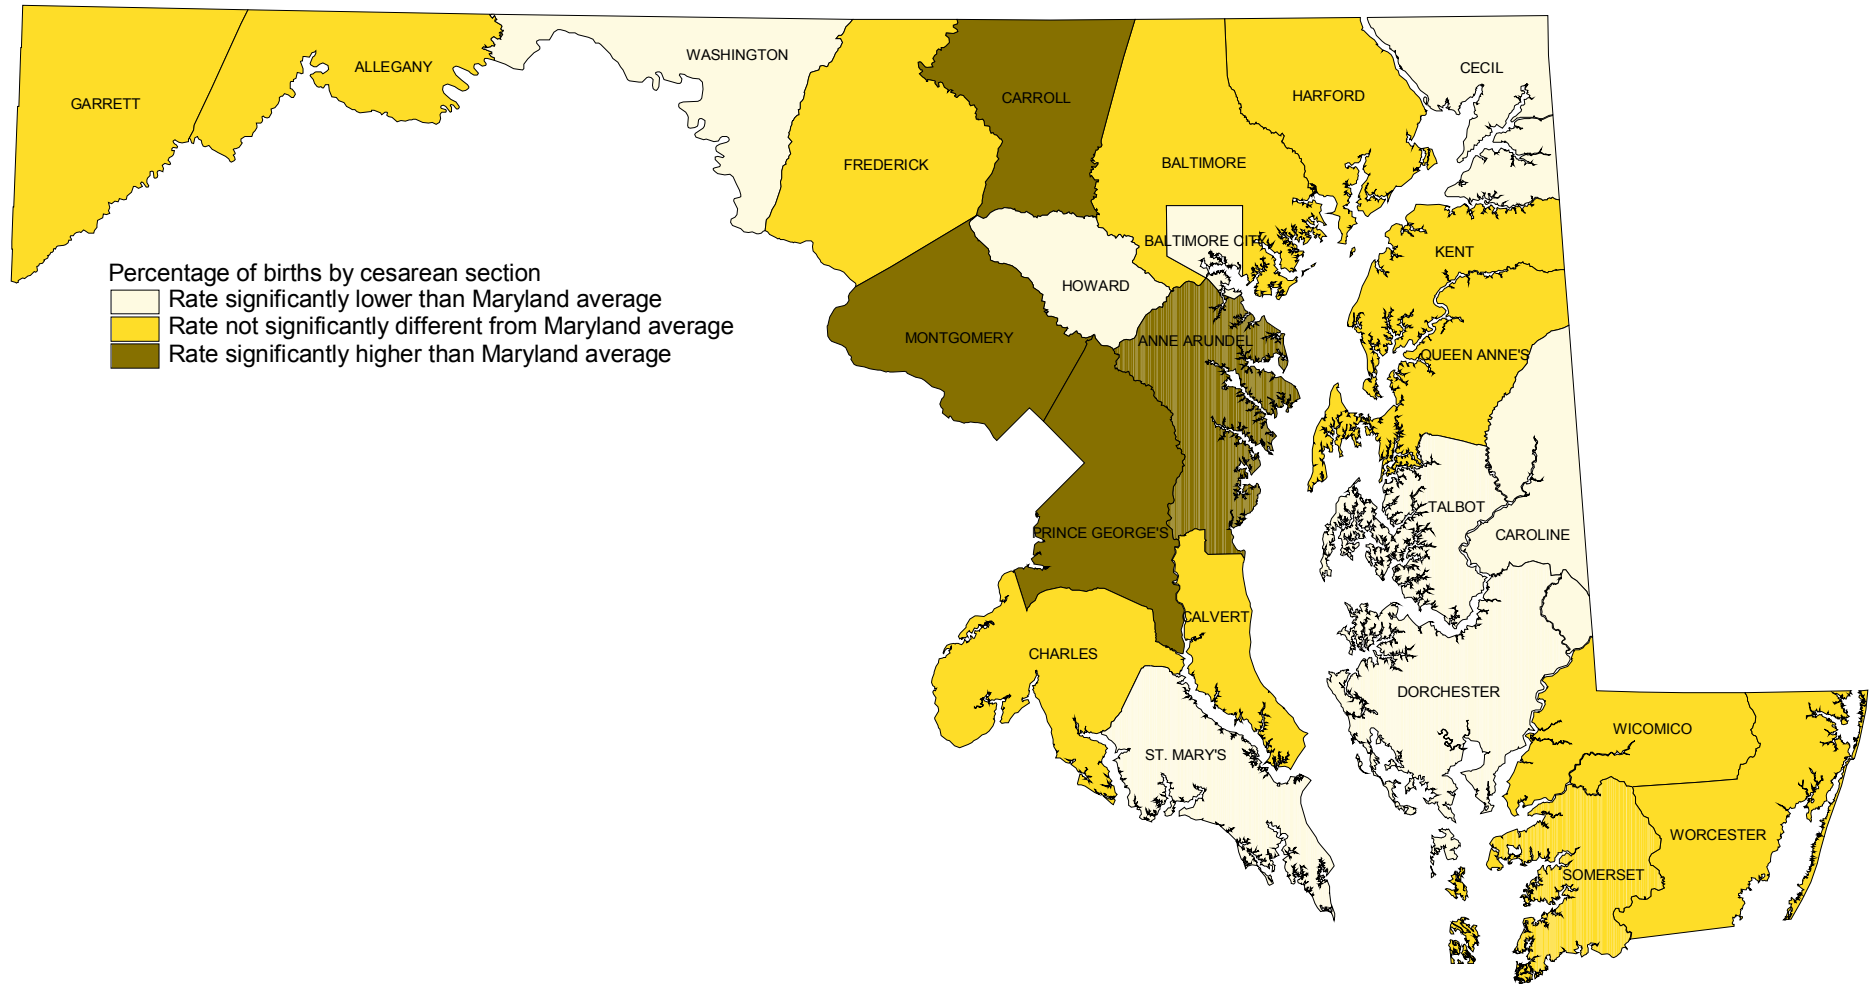 WASHINGTON
ALLEGANY
CECIL
GARRETT
CARROLL
HARFORD
FREDERICK
BALTIMORE
BALTIMORE CITY
KENT
Percentage of births by cesarean section
Rate significantly lower than Maryland average
Rate not significantly different from Maryland average
Rate significantly higher than Maryland average
HOWARD
MONTGOMERY
ANNE ARUNDEL
QUEEN ANNE'S
TALBOT
PRINCE GEORGE'S
CAROLINE
CALVERT
CHARLES
DORCHESTER
WICOMICO
ST. MARY'S
WORCESTER
SOMERSET